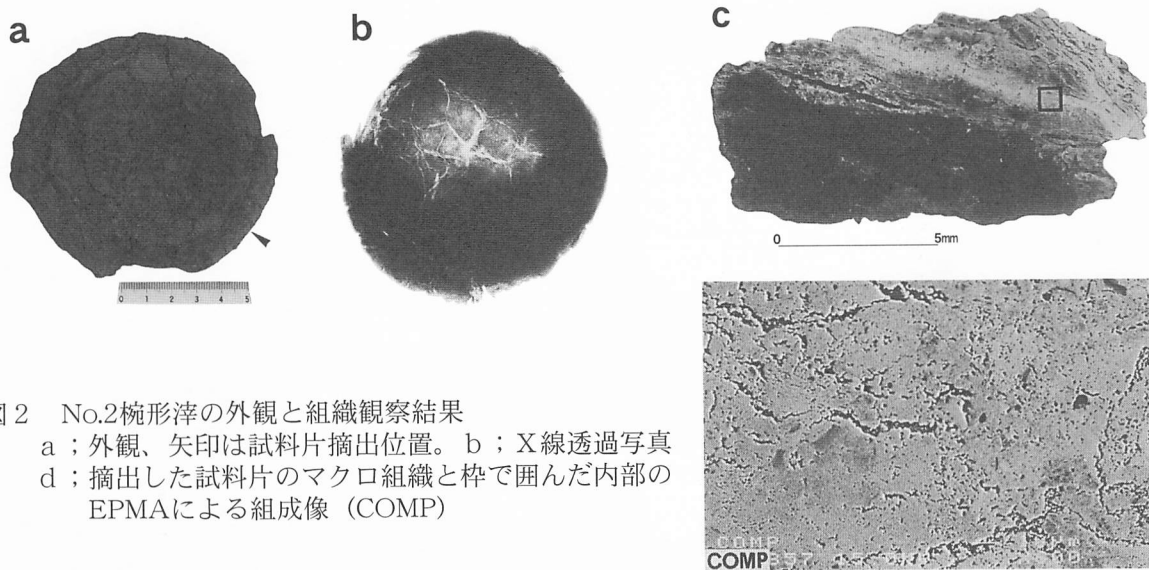 a
b
c
0 1 2 3 4 5
0 5mm
図2 No.2椀形滓の外観と組織観察結果
a;外観、矢印は試料片摘出位置。b;X線透過写真
d;摘出した試料片のマクロ組織と枠で囲んだ内部の
EPMAによる組成像(COMP)
COMP
COMP